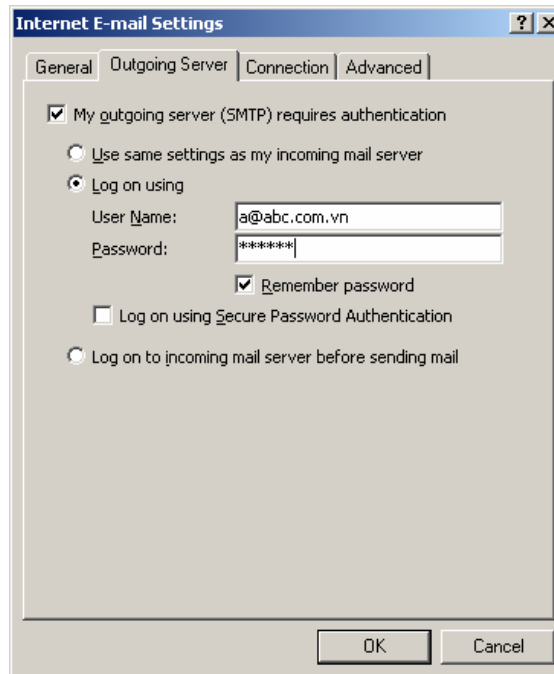 Internet E-mail Settings
General Outgoing Server Connection Advanced
My outgoing server (SMTP) requires authentication
Use same settings as my incoming mail server
Log on using
User Name: a@abc.com.vn
Password: ******
Remember password
Log on using Secure Password Authentication
Log on to incoming mail server before sending mail
OK Cancel